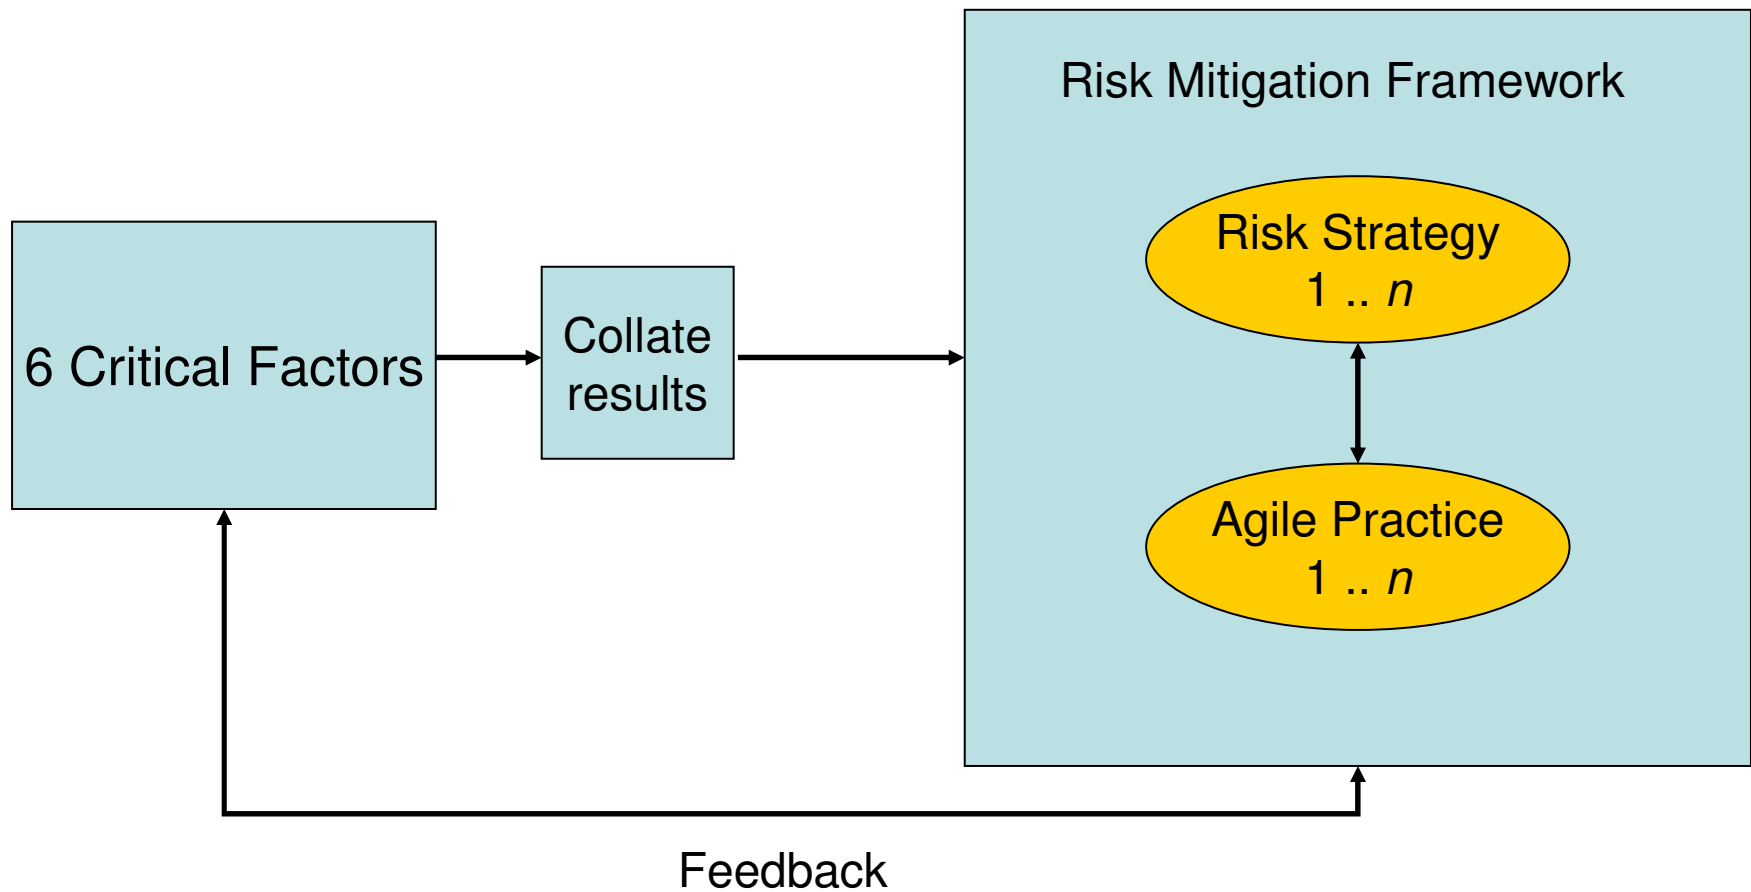 Risk Mitigation Framework
Risk Strategy
1 .. n
6 Critical Factors
Collate
results
Agile Practice
1 .. n
Feedback